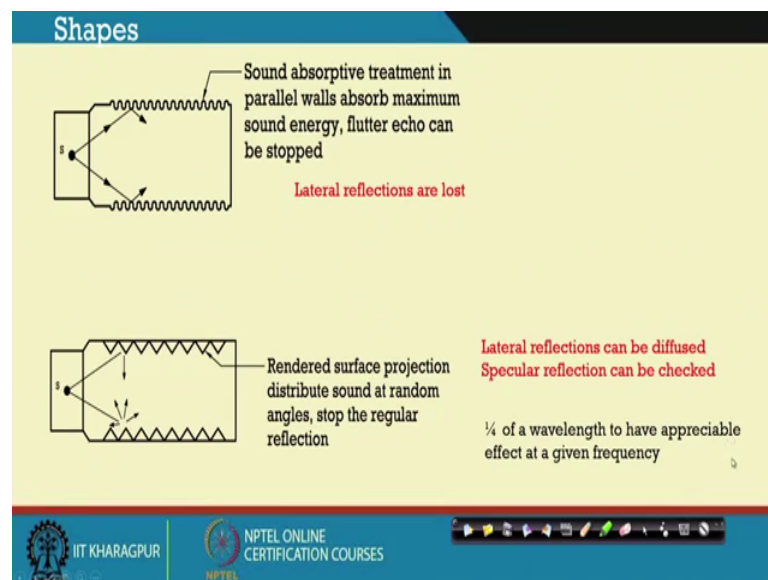 Shapes
Sound absorptive treatment in
parallel walls absorb maximum
sound energy, flutter echo can
be stopped
Lateral reflections are lost
S
Rendered surface projection
distribute sound at random
angles, stop the regular
reflection
S
Lateral reflections can be diffused
Specular reflection can be checked
¼ of a wavelength to have appreciable
effect at a given frequency
IIT KHARAGPUR
NPTEL
NPTEL ONLINE
CERTIFICATION COURSES